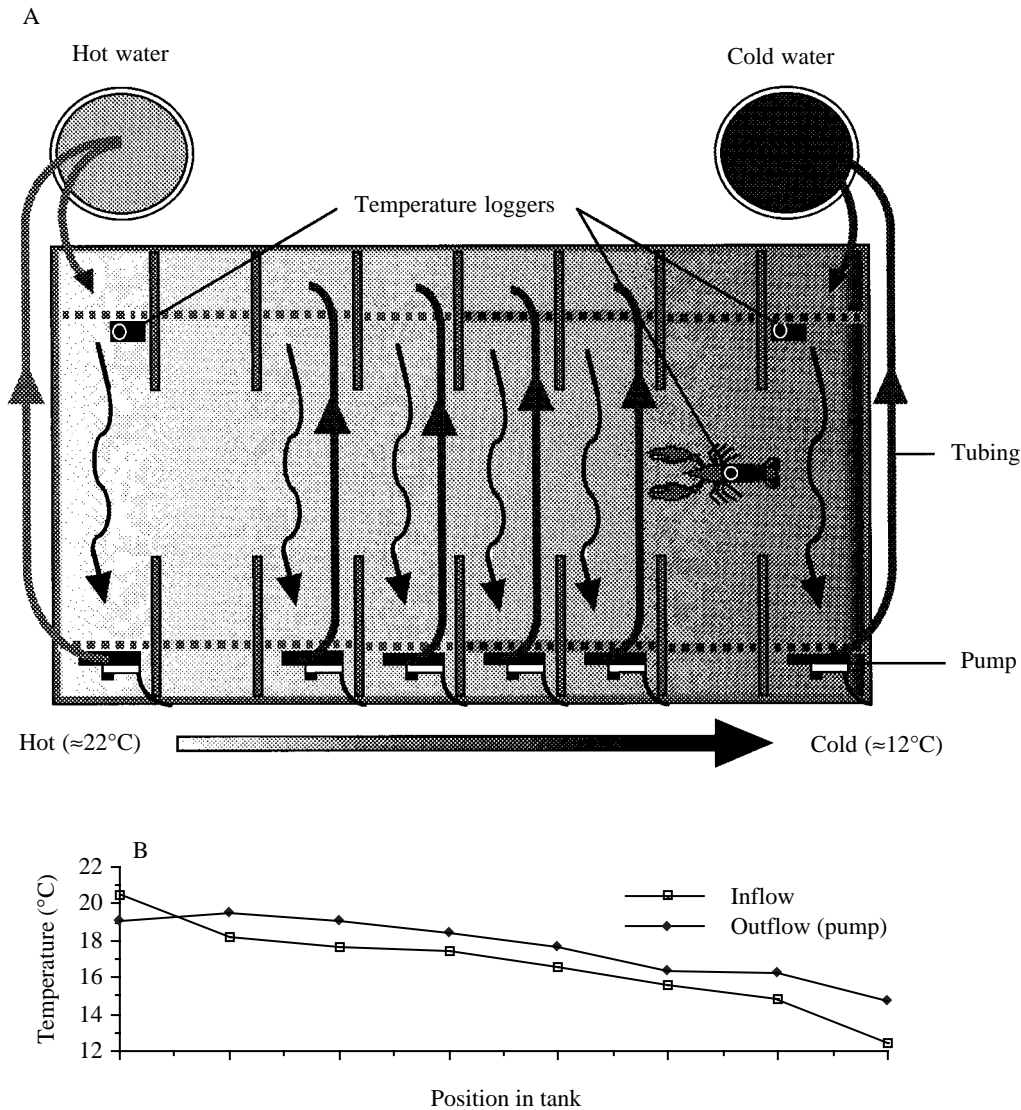 A
Hot water
Cold water
Temperature loggers
Tubing
Pump
Hot (≈22°C)
Cold (≈12°C)
B
22
20
18
16
14
12
Temperature (°C)
Inflow
Outflow (pump)
Position in tank